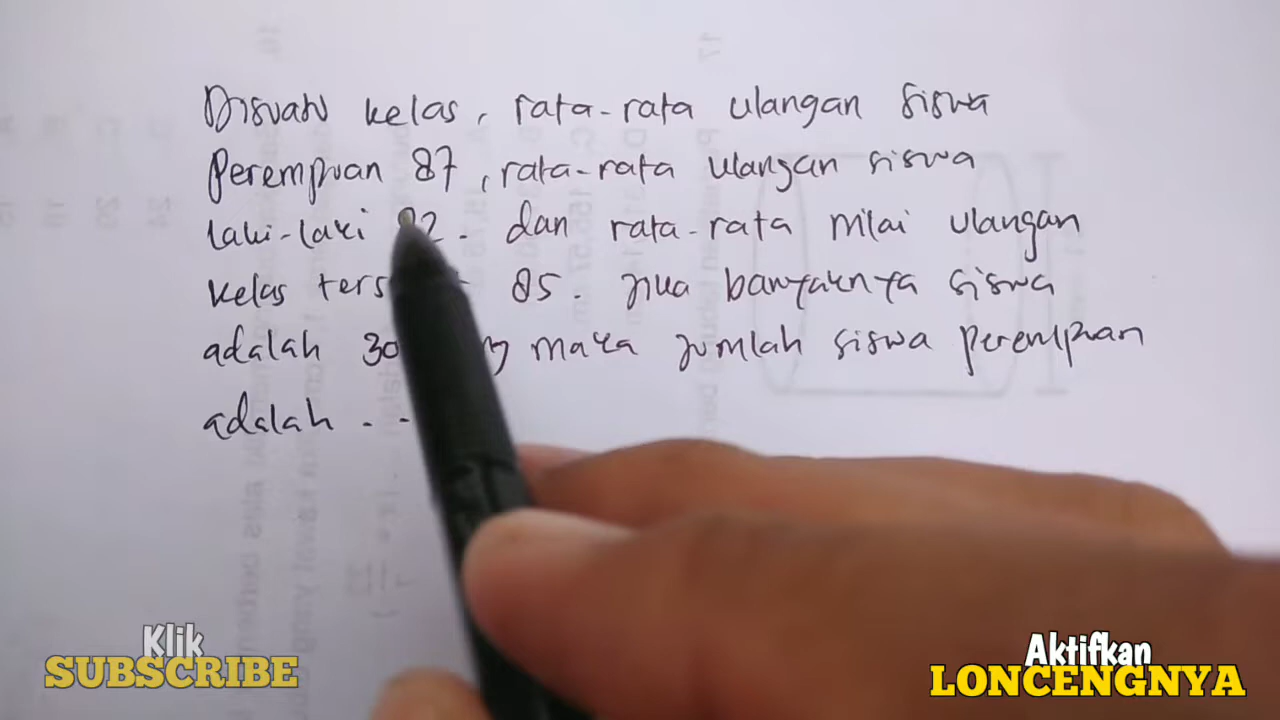 Disuatu kelas, rata-rata ulangan siswa
Perempuan 87, rata-rata ulangan siswa
laki-laki 82. dan rata-rata nilai ulangan
kelas 85. jika banyaknya siswa
adalah 30 maka jumlah siswa perempuan
adalah . .
Klik
SUBSCRIBE
Aktifkan
LONCENGNYA